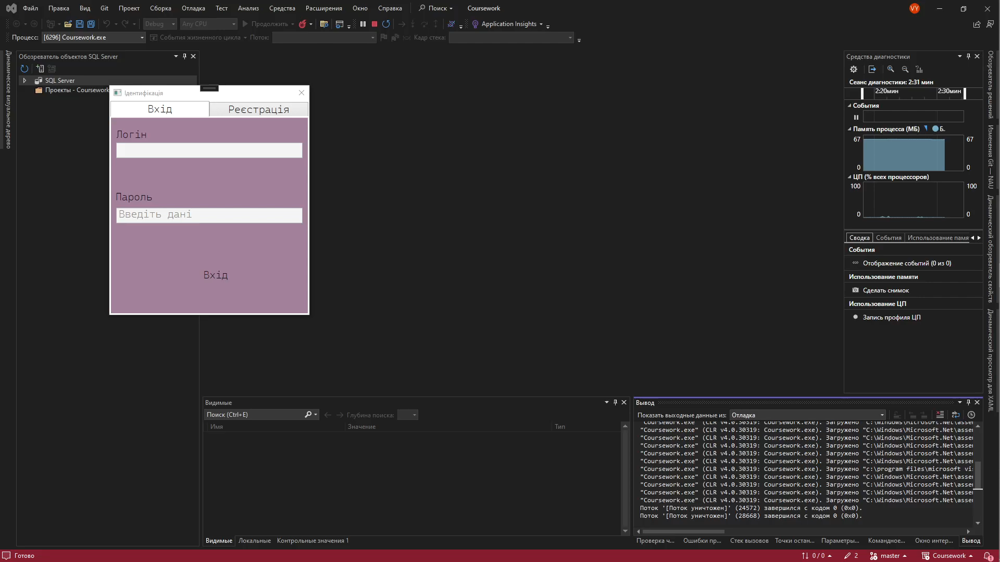 Файл Правка Вид Git Проект Сборка Отладка Тест Анализ Средства Расширения Окно Справка Поиск Coursework VY
Debug Any CPU Продолжить Application Insights
Процесс: [6296] Coursework.exe События жизненного цикла Поток: Кадр стека:
Динамическое визуальное дерево
Обозреватель объектов SQL Server
SQL Server
Проекты - Coursework
Ідентифікація
Вхід Реєстрація
Логін
Пароль
Введіть дані
Вхід
Средства диагностики
Сеанс диагностики: 2:31 мин
2:20мин 2:30мин
События
Память процесса (МБ) Б..
67 67
0 0
ЦП (% всех процессоров)
100 100
0 0
Сводка События Использование памя
События
Отображение событий (0 из 0)
Использование памяти
Сделать снимок
Использование ЦП
Запись профиля ЦП
Обозреватель решений
Изменения Git — NAU
Динамический обозреватель свойств
Динамический просмотр для XAML
Видимые
Поиск (Ctrl+E) Глубина поиска:
Имя Значение Тип
Видимые Локальные Контрольные значения 1
Вывод
Показать выходные данные из: Отладка
"Coursework.exe" (CLR v4.0.30319: Coursework.exe). Загружено "C:\Windows\Microsoft.Net\assem
"Coursework.exe" (CLR v4.0.30319: Coursework.exe). Загружено "C:\Windows\Microsoft.Net\assem
"Coursework.exe" (CLR v4.0.30319: Coursework.exe). Загружено "C:\Windows\Microsoft.Net\assem
"Coursework.exe" (CLR v4.0.30319: Coursework.exe). Загружено "C:\Windows\Microsoft.Net\assem
"Coursework.exe" (CLR v4.0.30319: Coursework.exe). Загружено "C:\Windows\Microsoft.Net\assem
"Coursework.exe" (CLR v4.0.30319: Coursework.exe). Загружено "C:\Windows\Microsoft.Net\assem
"Coursework.exe" (CLR v4.0.30319: Coursework.exe). Загружено "c:\program files\microsoft vi
"Coursework.exe" (CLR v4.0.30319: Coursework.exe). Загружено "C:\Windows\Microsoft.Net\assem
"Coursework.exe" (CLR v4.0.30319: Coursework.exe). Загружено "C:\Windows\Microsoft.Net\assem
"Coursework.exe" (CLR v4.0.30319: Coursework.exe). Загружено "C:\Windows\Microsoft.Net\assem
"Coursework.exe" (CLR v4.0.30319: Coursework.exe). Загружено "C:\Windows\Microsoft.Net\assem
Поток '[Поток уничтожен]' (24572) завершился с кодом 0 (0x0).
Поток '[Поток уничтожен]' (28668) завершился с кодом 0 (0x0).
Проверка ч... Ошибки пр... Стек вызовов Точки остан... Параметры... Командное... Окно интер... Вывод
Готово 0 / 0 2 master Coursework 1